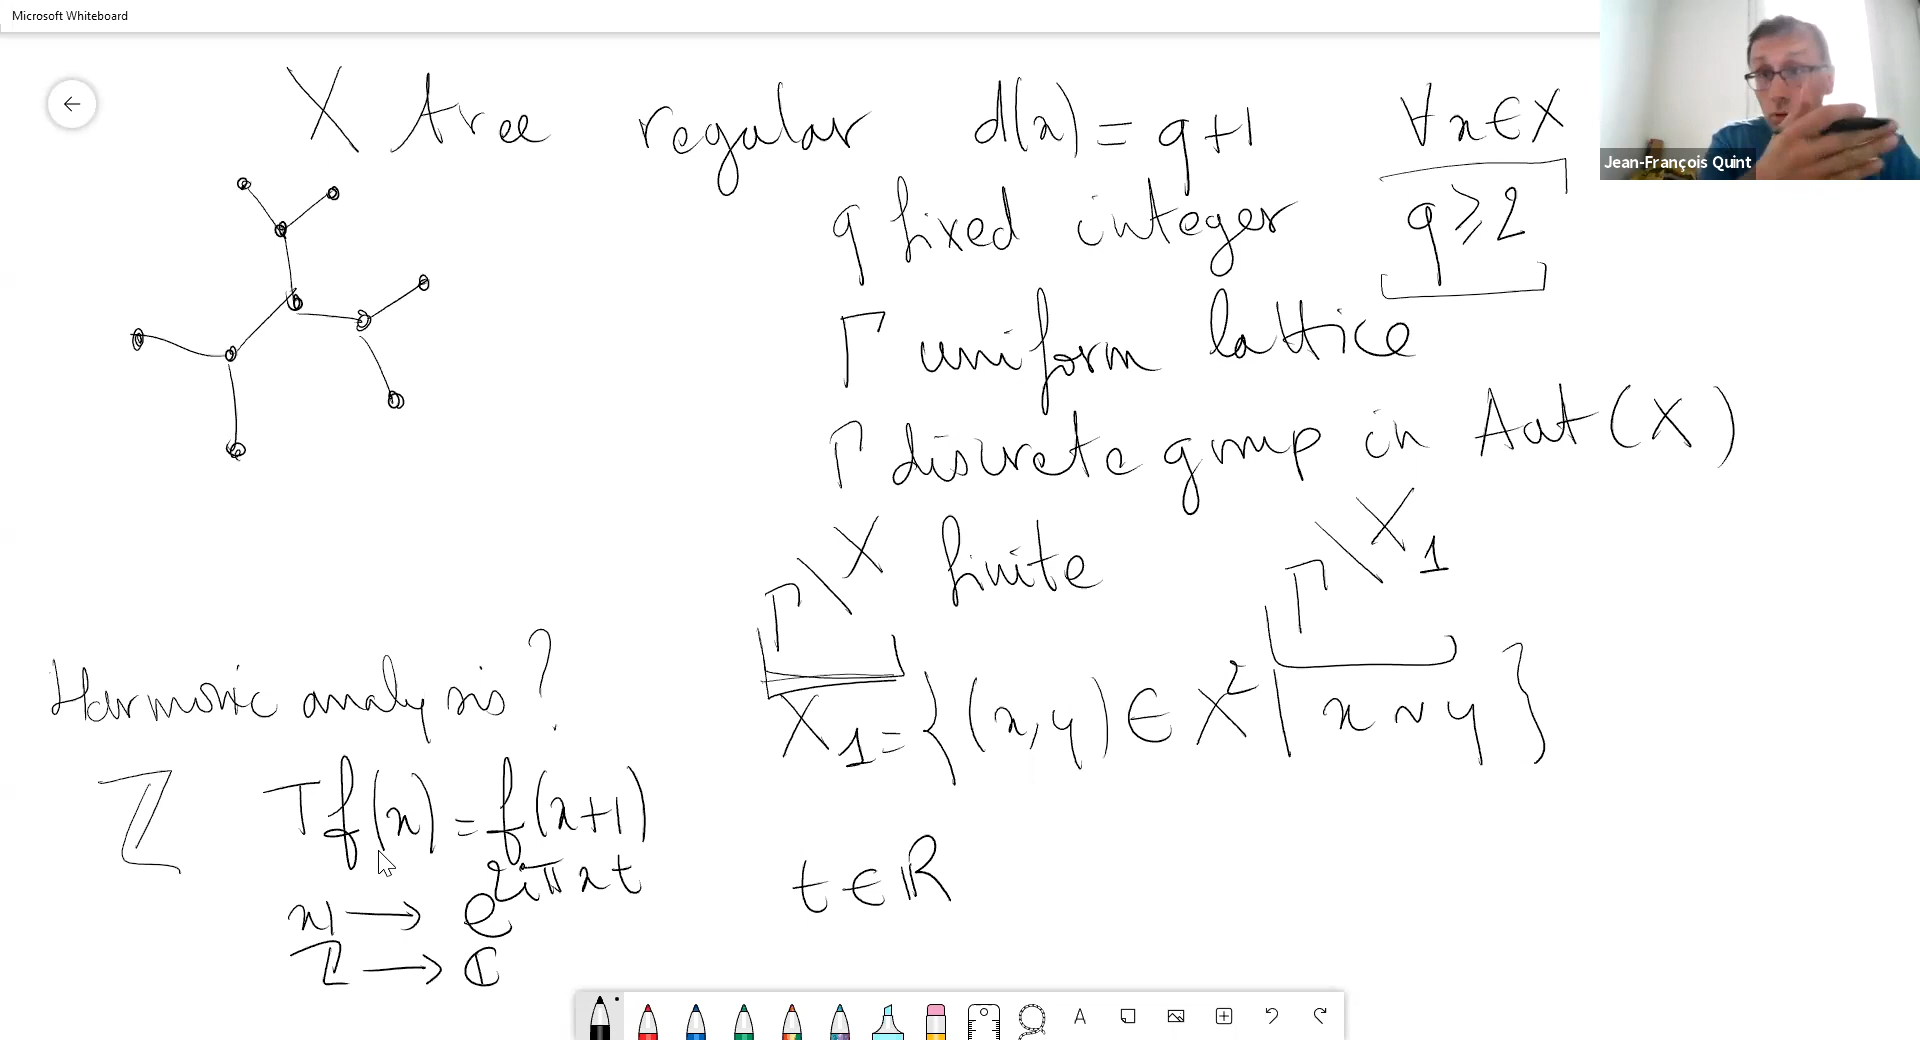 Microsoft Whiteboard
X tree regular d(x) = q+1 ∀x∈X
Jean-François Quint
q fixed integer q ⩾ 2
Γ uniform lattice
Γ discrete group in Aut(X)
Γ\X finite Γ\X₁
Harmonic analysis?
X₁ = {(x,y) ∈ X² | x ~ y}
ℤ Tf(x) = f(x+1)
x ↦ e^{2iπxt} t ∈ ℝ
ℤ → ℂ
A